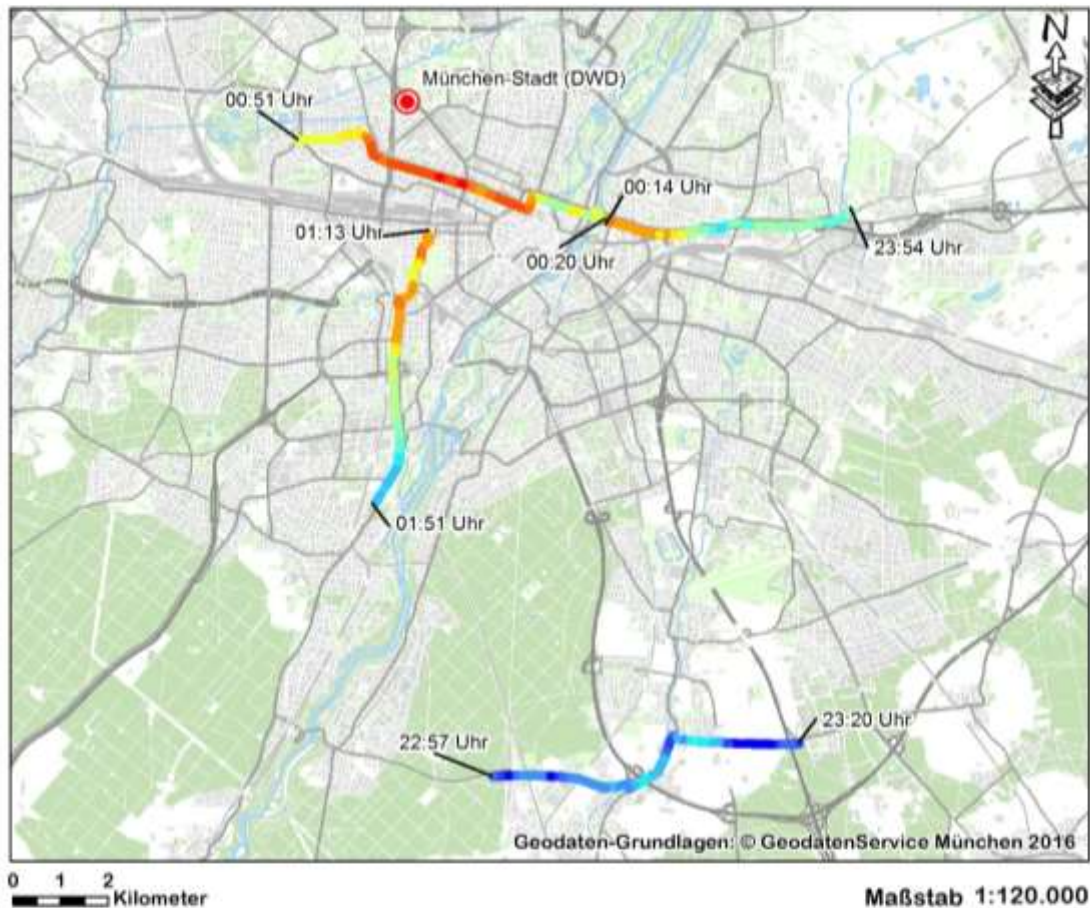 N
München-Stadt (DWD)
00:51 Uhr
00:14 Uhr
01:13 Uhr
00:20 Uhr
23:54 Uhr
01:51 Uhr
23:20 Uhr
22:57 Uhr
Geodaten-Grundlagen: © GeodatenService München 2016
0 1 2
Kilometer
Maßstab 1:120.000